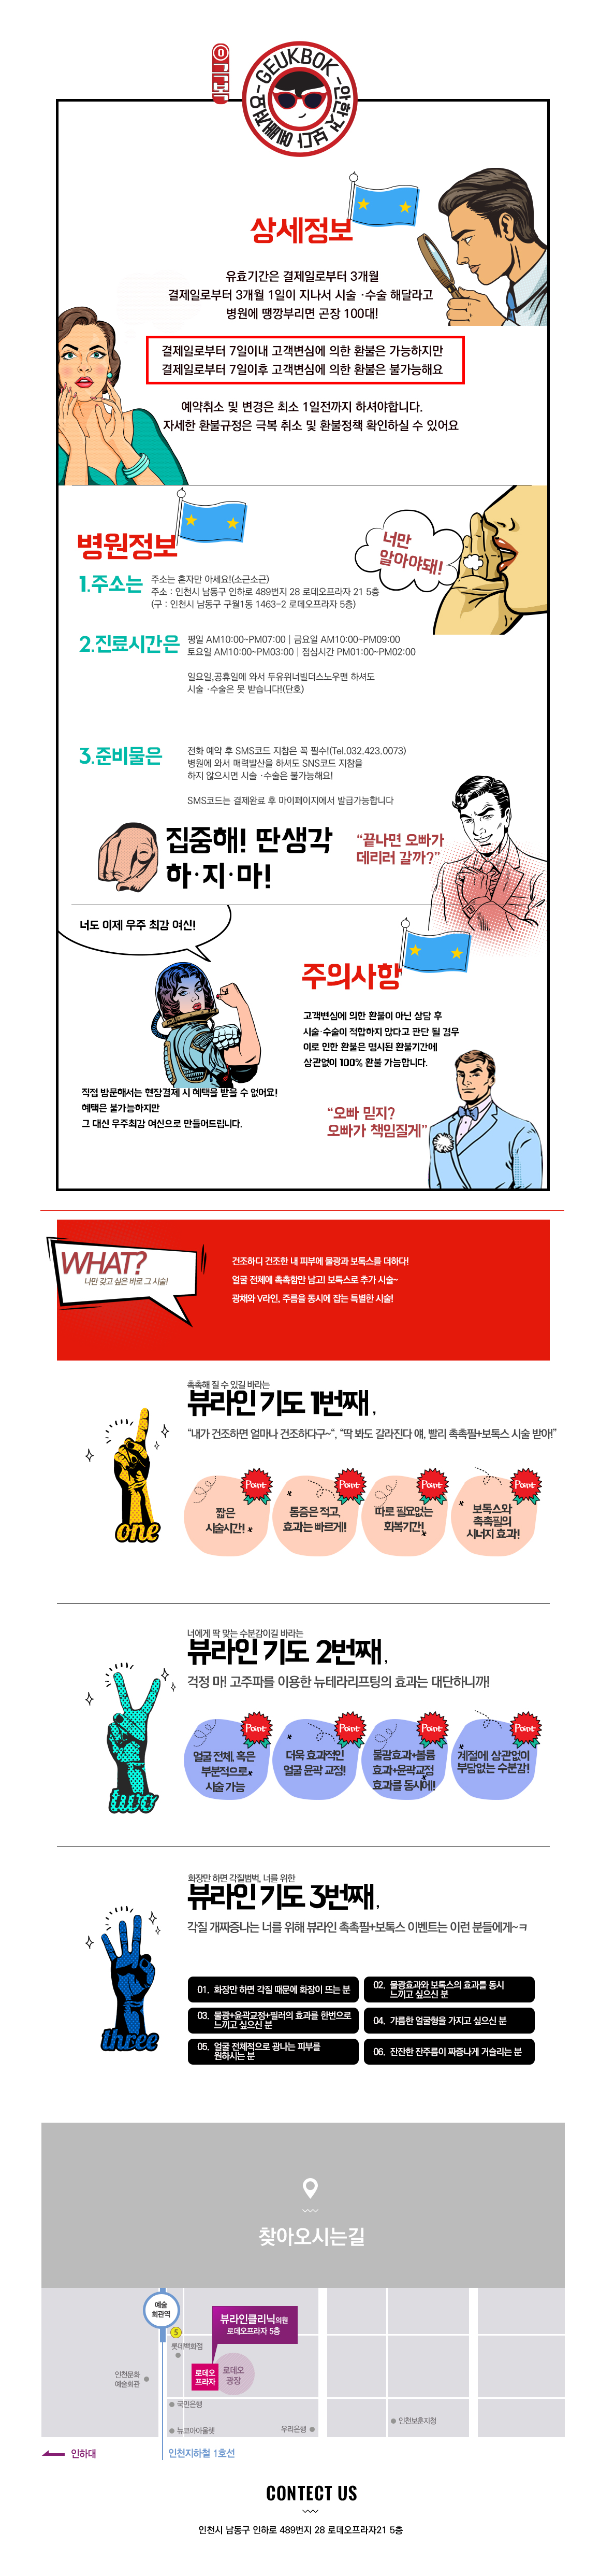 극복
GEUKBOK
-안하는거 보다 예뻐져요-
상세정보
유효기간은 결제일로부터 3개월
결제일로부터 3개월 1일이 지나서 시술·수술 해달라고
병원에 땡깡부리면 곤장 100대!
결제일로부터 7일이내 고객변심에 의한 환불은 가능하지만
결제일로부터 7일이후 고객변심에 의한 환불은 불가능해요
예약취소 및 변경은 최소 1일전까지 하셔야합니다.
자세한 환불규정은 극복 취소 및 환불정책 확인하실 수 있어요
너만
알아야돼!
병원정보
1.주소는
주소는 혼자만 아세요!(소근소근)
주소 : 인천시 남동구 인하로 489번지 28 로데오프라자 21 5층
(구 : 인천시 남동구 구월1동 1463-2 로데오프라자 5층)
2.진료시간은
평일 AM10:00~PM07:00 | 금요일 AM10:00~PM09:00
토요일 AM10:00~PM03:00 | 점심시간 PM01:00~PM02:00
일요일,공휴일에 와서 두유위너빌더스노우맨 하셔도
시술·수술은 못 받습니다!(단호)
3.준비물은
전화 예약 후 SMS코드 지참은 꼭 필수!(Tel.032.423.0073)
병원에 와서 매력발산을 하셔도 SNS코드 지참을
하지 않으시면 시술·수술은 불가능해요!
SMS코드는 결제완료 후 마이페이지에서 발급가능합니다
집중해! 딴생각
하·지·마!
"끝나면 오빠가
데리러 갈까?"
너도 이제 우주 최감 여신!
주의사항
고객변심에 의한 환불이 아닌 상담 후
시술·수술이 적합하지 않다고 판단 될 경우
이로 인한 환불은 명시된 환불기간에
상관없이 100% 환불 가능합니다.
직접 방문해서는 현장결제 시 혜택을 받을 수 없어요!
혜택은 불가능하지만
그 대신 우주최감 여신으로 만들어드립니다.
"오빠 믿지?
오빠가 책임질게"
WHAT?
나만 갖고 싶은 바로 그 시술!
건조하디 건조한 내 피부에 물광과 보톡스를 더하다!
얼굴 전체에 촉촉함만 남고! 보톡스로 추가 시술~
광채와 V라인, 주름을 동시에 잡는 특별한 시술!
촉촉해 질 수 있길 바라는
뷰라인 기도 1번째,
"내가 건조하면 얼마나 건조하다구~", "딱 봐도 갈라진다 얘, 빨리 촉촉필+보톡스 시술 받아!"
one
Point
짧은
시술시간!
Point
통증은 적고,
효과는 빠르게!
Point
따로 필요없는
회복기간!
Point
보톡스와
촉촉필의
시너지 효과!
너에게 딱 맞는 수분감이길 바라는
뷰라인 기도 2번째,
걱정 마! 고주파를 이용한 뉴테라리프팅의 효과는 대단하니까!
two
Point
얼굴 전체, 혹은
부분적으로
시술 가능
Point
더욱 효과적인
얼굴 윤곽 교정!
Point
물광효과+볼륨
효과+윤곽교정
효과를 동시에!
Point
계절에 상관없이
부담없는 수분감!
화장만 하면 각질범벅, 너를 위한
뷰라인 기도 3번째,
각질 개짜증나는 너를 위해 뷰라인 촉촉필+보톡스 이벤트는 이런 분들에게~ㅋ
three
01. 화장만 하면 각질 때문에 화장이 뜨는 분
02. 물광효과와 보톡스의 효과를 동시
느끼고 싶으신 분
03. 물광+윤곽교정+필러의 효과를 한번으로
느끼고 싶으신 분
04. 갸름한 얼굴형을 가지고 싶으신 분
05. 얼굴 전체적으로 광나는 피부를
원하시는 분
06. 잔잔한 잔주름이 짜증나게 거슬리는 분
찾아오시는길
예술
회관역
5
롯데백화점
뷰라인클리닉의원
로데오프라자 5층
인천문화
예술회관
로데오
프라자
로데오
광장
국민은행
뉴코아아울렛
우리은행
인천보훈지청
인하대
인천지하철 1호선
CONTECT US
인천시 남동구 인하로 489번지 28 로데오프라자21 5층